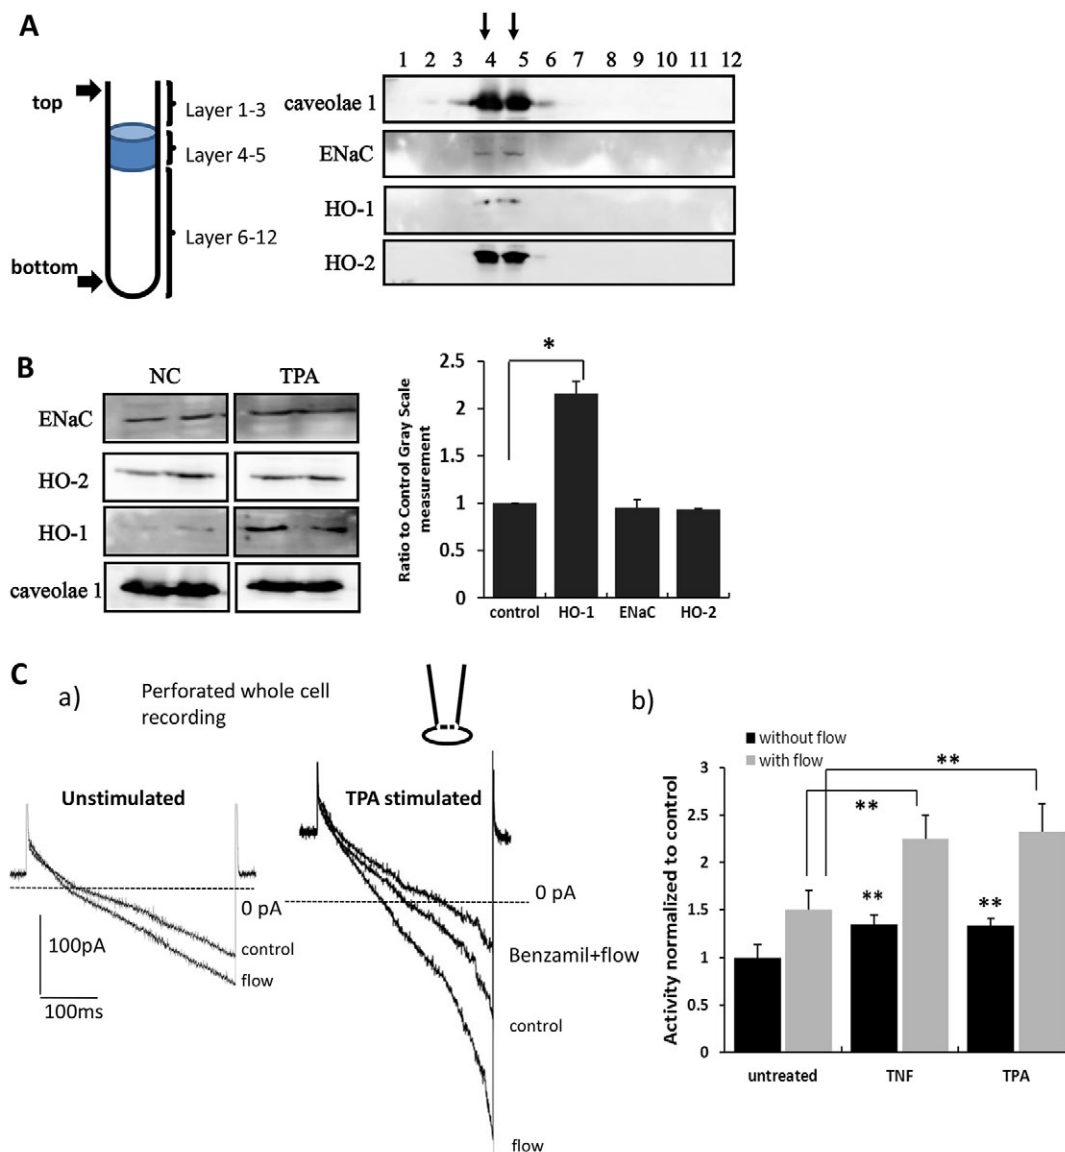 A
top
bottom
Layer 1-3
Layer 4-5
Layer 6-12
1 2 3 4 5 6 7 8 9 10 11 12
caveolae 1
ENaC
HO-1
HO-2
B
NC TPA
ENaC
HO-2
HO-1
caveolae 1
Ratio to Control Gray Scale
measurement
2.5
2
1.5
1
0.5
0
*
control HO-1 ENaC HO-2
C
a)
Perforated whole cell
recording
Unstimulated
0 pA
control
flow
100pA
100ms
TPA stimulated
0 pA
Benzamil+flow
control
flow
b)
without flow
with flow
Activity normalized to control
3
2.5
2
1.5
1
0.5
0
**
**
**
**
untreated TNF TPA